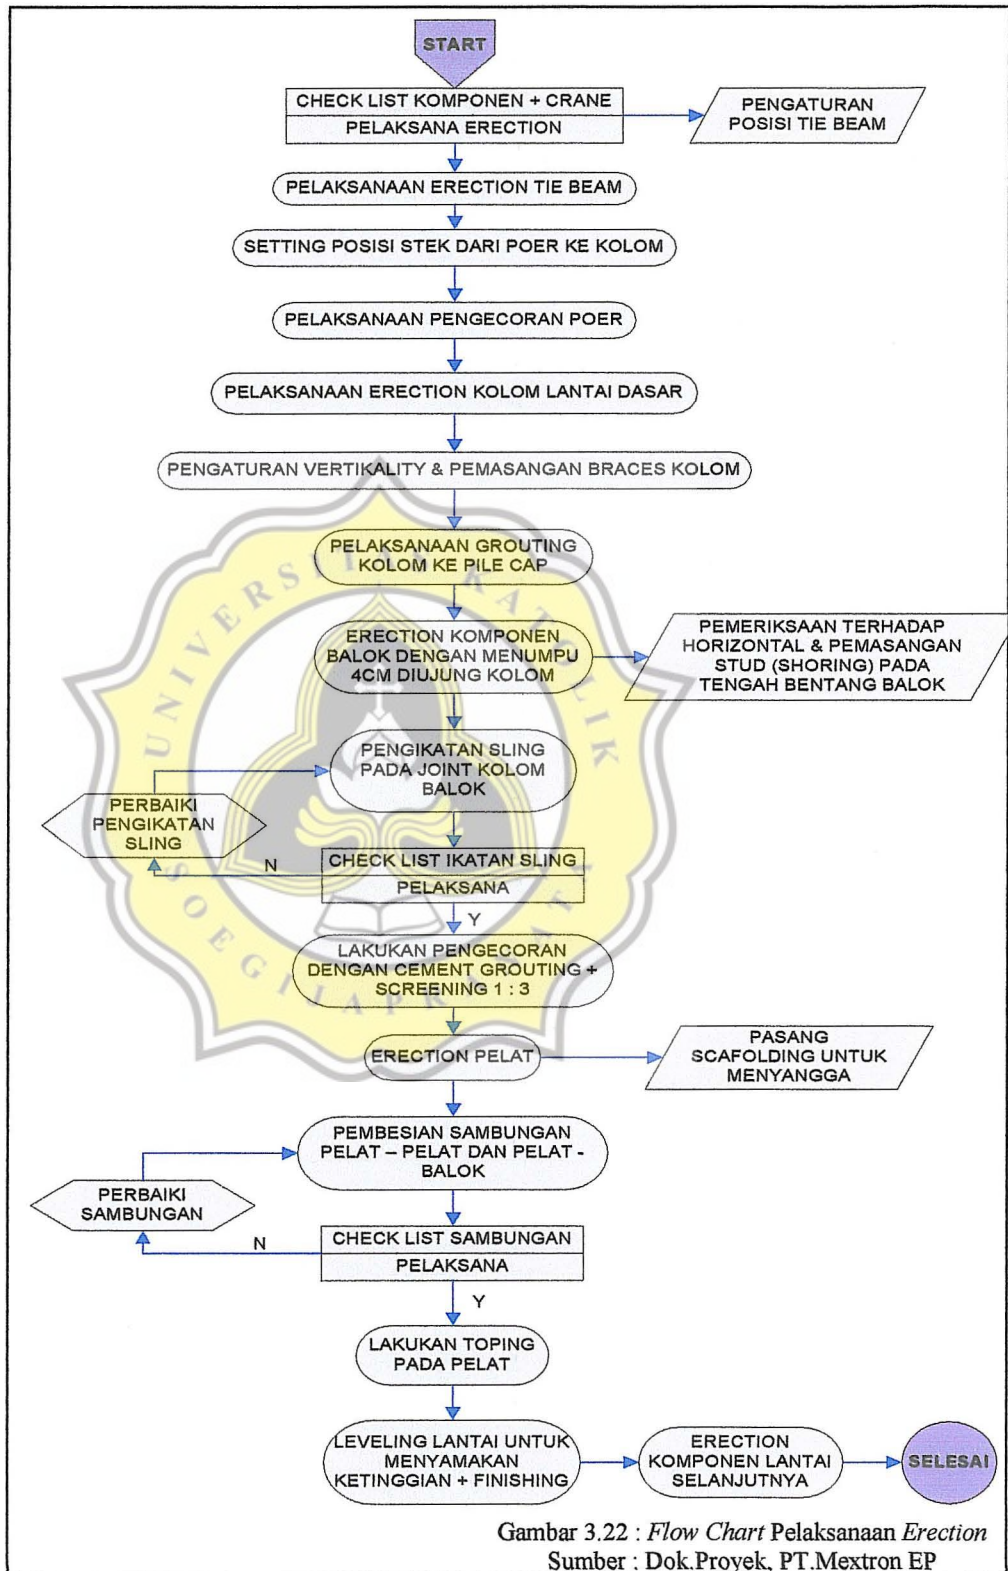 START
CHECK LIST KOMPONEN + CRANE
PELAKSANA ERECTION
PENGATURAN
POSISI TIE BEAM
PELAKSANAAN ERECTION TIE BEAM
SETTING POSISI STEK DARI POER KE KOLOM
PELAKSANAAN PENGECORAN POER
PELAKSANAAN ERECTION KOLOM LANTAI DASAR
PENGATURAN VERTIKALITY & PEMASANGAN BRACES KOLOM
PELAKSANAAN GROUTING
KOLOM KE PILE CAP
ERECTION KOMPONEN
BALOK DENGAN MENUMPU
4CM DIUJUNG KOLOM
PEMERIKSAAN TERHADAP
HORIZONTAL & PEMASANGAN
STUD (SHORING) PADA
TENGAH BENTANG BALOK
PENGIKATAN SLING
PADA JOINT KOLOM
BALOK
PERBAIKI
PENGIKATAN
SLING
N
CHECK LIST IKATAN SLING
PELAKSANA
Y
LAKUKAN PENGECORAN
DENGAN CEMENT GROUTING +
SCREENING 1 : 3
ERECTION PELAT
PASANG
SCAFOLDING UNTUK
MENYANGGA
PEMBESIAN SAMBUNGAN
PELAT – PELAT DAN PELAT -
BALOK
PERBAIKI
SAMBUNGAN
N
CHECK LIST SAMBUNGAN
PELAKSANA
Y
LAKUKAN TOPING
PADA PELAT
LEVELING LANTAI UNTUK
MENYAMAKAN
KETINGGIAN + FINISHING
ERECTION
KOMPONEN LANTAI
SELANJUTNYA
SELESAI
UNIVERSITAS KATOLIK
SOEGIJAPRANATA
Gambar 3.22 : Flow Chart Pelaksanaan Erection
Sumber : Dok.Proyek, PT.Mextron EP